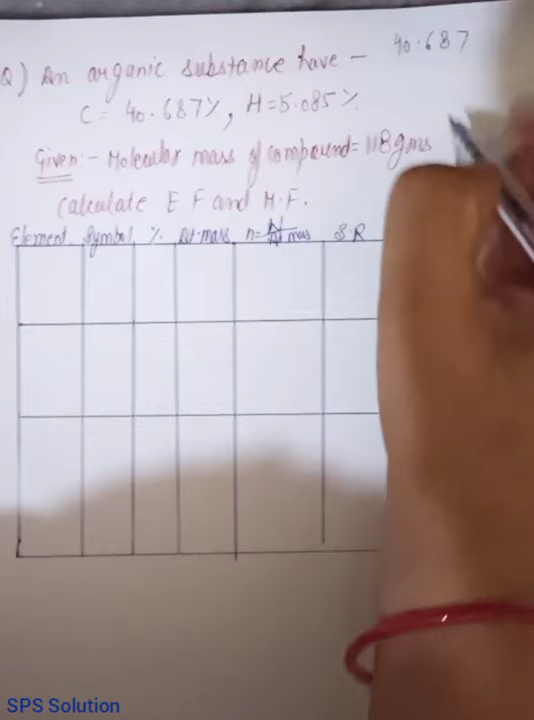 Q) An organic substance have – 40.687
C = 40.687%, H=5.085%
Given:- Molecular mass of compound= 118gms
Calculate E F and M.F.
Element Symbol % At.mass n= mass S.R
SPS Solution